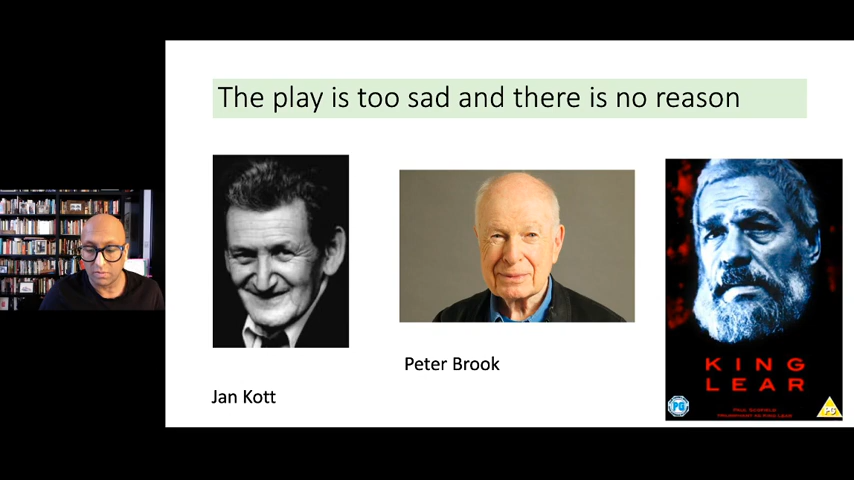 The play is too sad and there is no reason
Jan Kott
Peter Brook
KING
LEAR
PG
PG